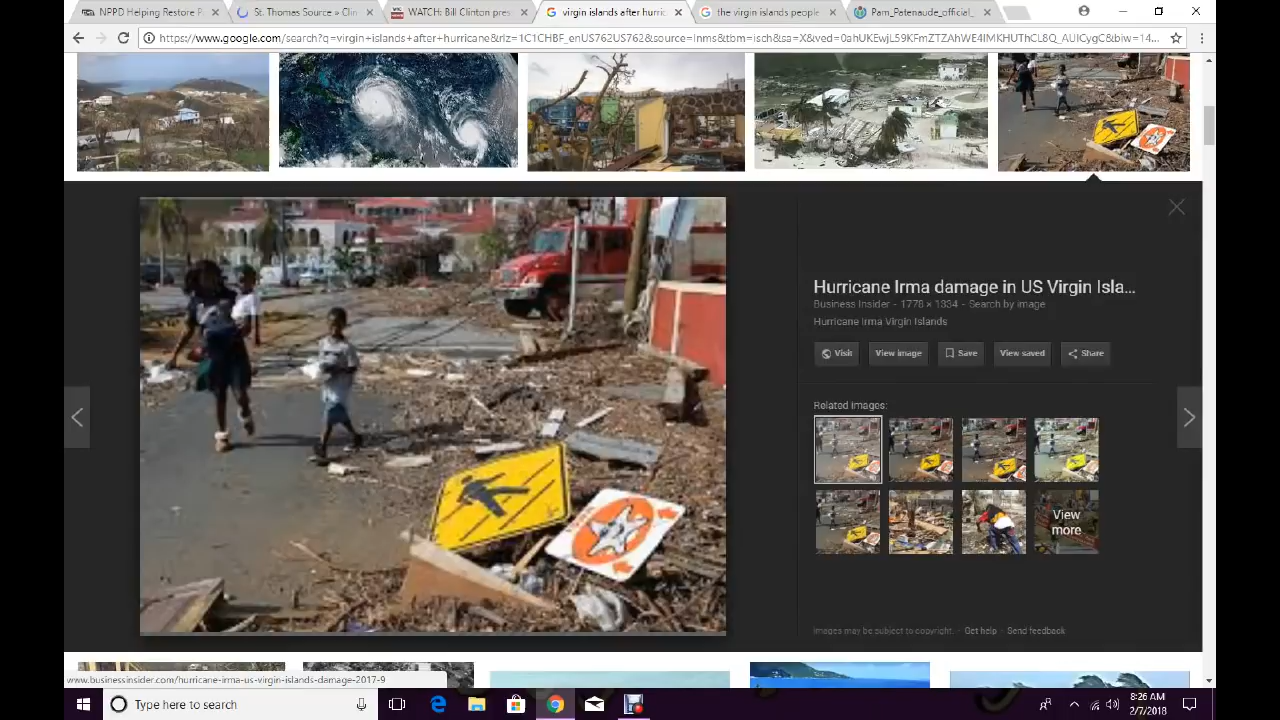 NPPD Helping Restore P
St. Thomas Source » Clin
WATCH: Bill Clinton pres
virgin islands after hurric
the virgin islands people
Pam_Patenaude_official_
https://www.google.com/search?q=virgin+islands+after+hurricane&rlz=1C1CHBF_enUS762US762&source=lnms&tbm=isch&sa=X&ved=0ahUKEwjL59KFmZTZAhWE4IMKHUThCL8Q_AUICygC&biw=14...
Hurricane Irma damage in US Virgin Isla...
Business Insider - 1778 × 1334 - Search by image
Hurricane Irma Virgin Islands
Visit
View image
Save
View saved
Share
Related images:
View more
Images may be subject to copyright. - Get help - Send feedback
www.businessinsider.com/hurricane-irma-us-virgin-islands-damage-2017-9
Type here to search
8:26 AM
2/7/2018